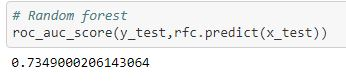 # Random forest
roc_auc_score(y_test,rfc.predict(x_test))
0.7349000206143064